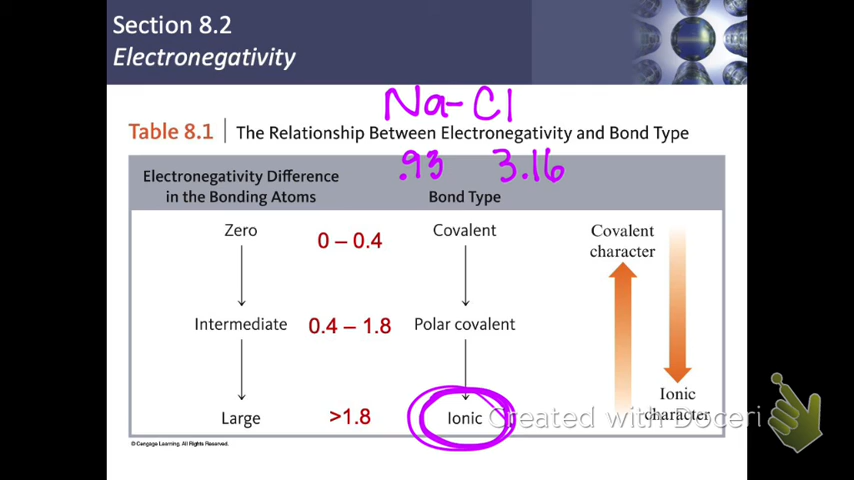 Section 8.2
Electronegativity
Na-Cl
Table 8.1 | The Relationship Between Electronegativity and Bond Type
.93 3.16
Electronegativity Difference
in the Bonding Atoms
Bond Type
Zero 0 – 0.4 Covalent
Covalent
character
Intermediate 0.4 – 1.8 Polar covalent
Large >1.8 Ionic
Ionic
character
Created with Doceri
© Cengage Learning. All Rights Reserved.